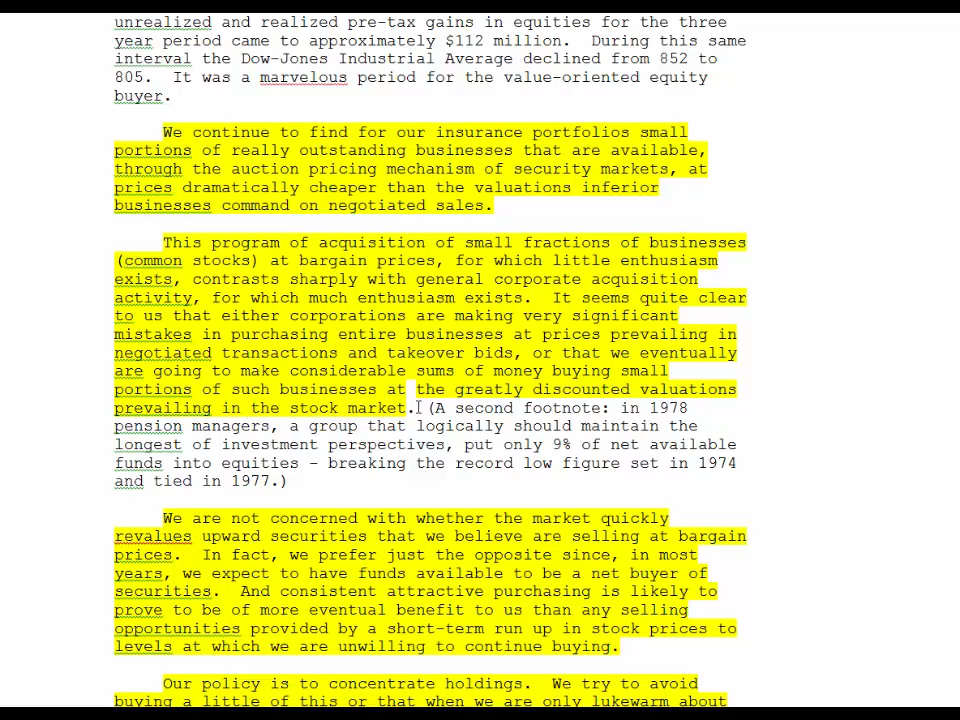 unrealized and realized pre-tax gains in equities for the three
year period came to approximately $112 million.  During this same
interval the Dow-Jones Industrial Average declined from 852 to
805.  It was a marvelous period for the value-oriented equity
buyer.
We continue to find for our insurance portfolios small
portions of really outstanding businesses that are available,
through the auction pricing mechanism of security markets, at
prices dramatically cheaper than the valuations inferior
businesses command on negotiated sales.
This program of acquisition of small fractions of businesses
(common stocks) at bargain prices, for which little enthusiasm
exists, contrasts sharply with general corporate acquisition
activity, for which much enthusiasm exists.  It seems quite clear
to us that either corporations are making very significant
mistakes in purchasing entire businesses at prices prevailing in
negotiated transactions and takeover bids, or that we eventually
are going to make considerable sums of money buying small
portions of such businesses at the greatly discounted valuations
prevailing in the stock market. (A second footnote: in 1978
pension managers, a group that logically should maintain the
longest of investment perspectives, put only 9% of net available
funds into equities - breaking the record low figure set in 1974
and tied in 1977.)
We are not concerned with whether the market quickly
revalues upward securities that we believe are selling at bargain
prices.  In fact, we prefer just the opposite since, in most
years, we expect to have funds available to be a net buyer of
securities.  And consistent attractive purchasing is likely to
prove to be of more eventual benefit to us than any selling
opportunities provided by a short-term run up in stock prices to
levels at which we are unwilling to continue buying.
Our policy is to concentrate holdings.  We try to avoid
buying a little of this or that when we are only lukewarm about